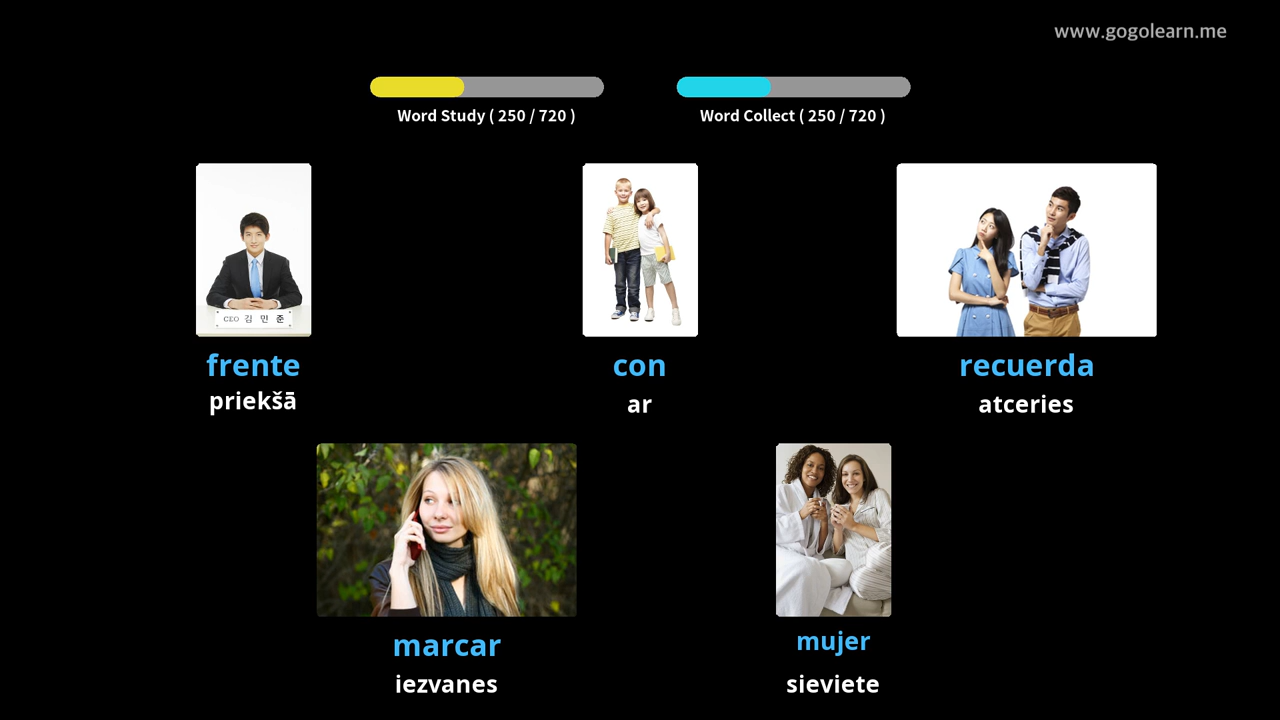 www.gogolearn.me
Word Study ( 250 / 720 )
Word Collect ( 250 / 720 )
CEO 김 민 준
frente
priekšā
con
ar
recuerda
atceries
marcar
iezvanes
mujer
sieviete